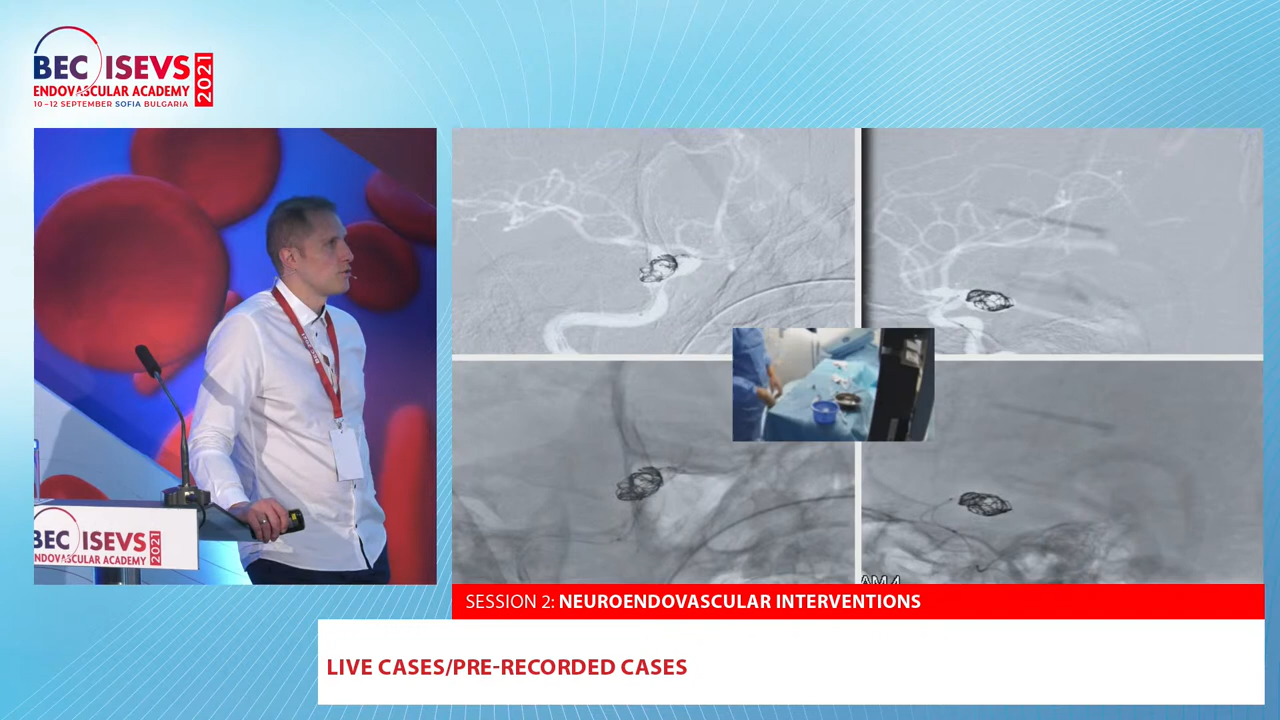 BEC ISEVS
ENDOVASCULAR ACADEMY
10–12 SEPTEMBER SOFIA BULGARIA
2021
BEC ISEVS
ENDOVASCULAR ACADEMY
2021
SESSION 2: NEUROENDOVASCULAR INTERVENTIONS
LIVE CASES/PRE-RECORDED CASES